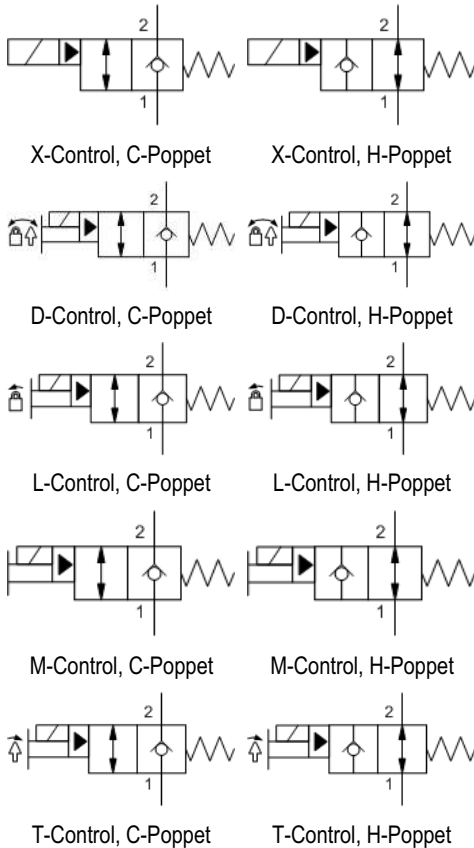 2 2
1 1
X-Control, C-Poppet X-Control, H-Poppet
2 2
1 1
D-Control, C-Poppet D-Control, H-Poppet
2 2
1 1
L-Control, C-Poppet L-Control, H-Poppet
2 2
1 1
M-Control, C-Poppet M-Control, H-Poppet
2 2
1 1
T-Control, C-Poppet T-Control, H-Poppet